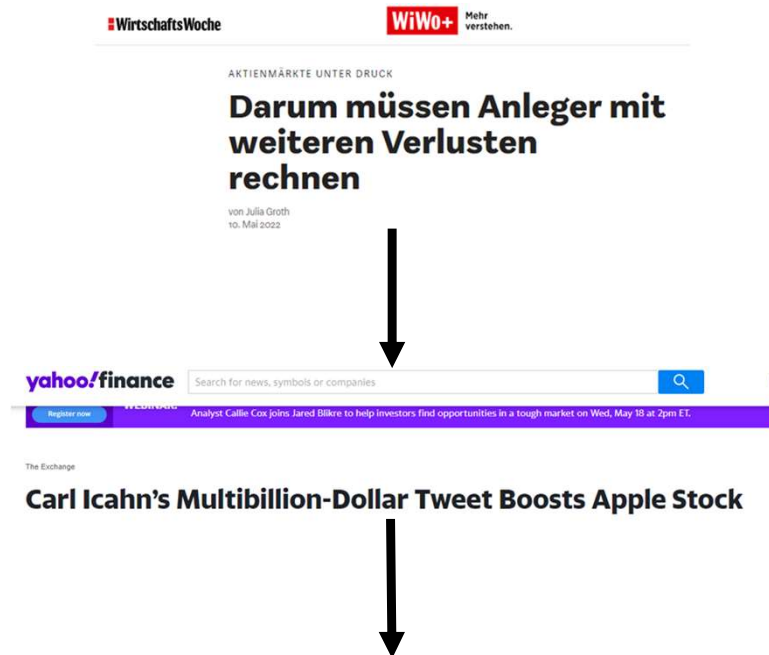 WirtschaftsWoche
WiWo+ Mehr verstehen.
AKTIENMÄRKTE UNTER DRUCK
Darum müssen Anleger mit
weiteren Verlusten
rechnen
von Julia Groth
10. Mai 2022
yahoo!finance Search for news, symbols or companies
Register now WEBINAR: Analyst Callie Cox joins Jared Blikre to help investors find opportunities in a tough market on Wed, May 18 at 2pm ET.
The Exchange
Carl Icahn's Multibillion-Dollar Tweet Boosts Apple Stock